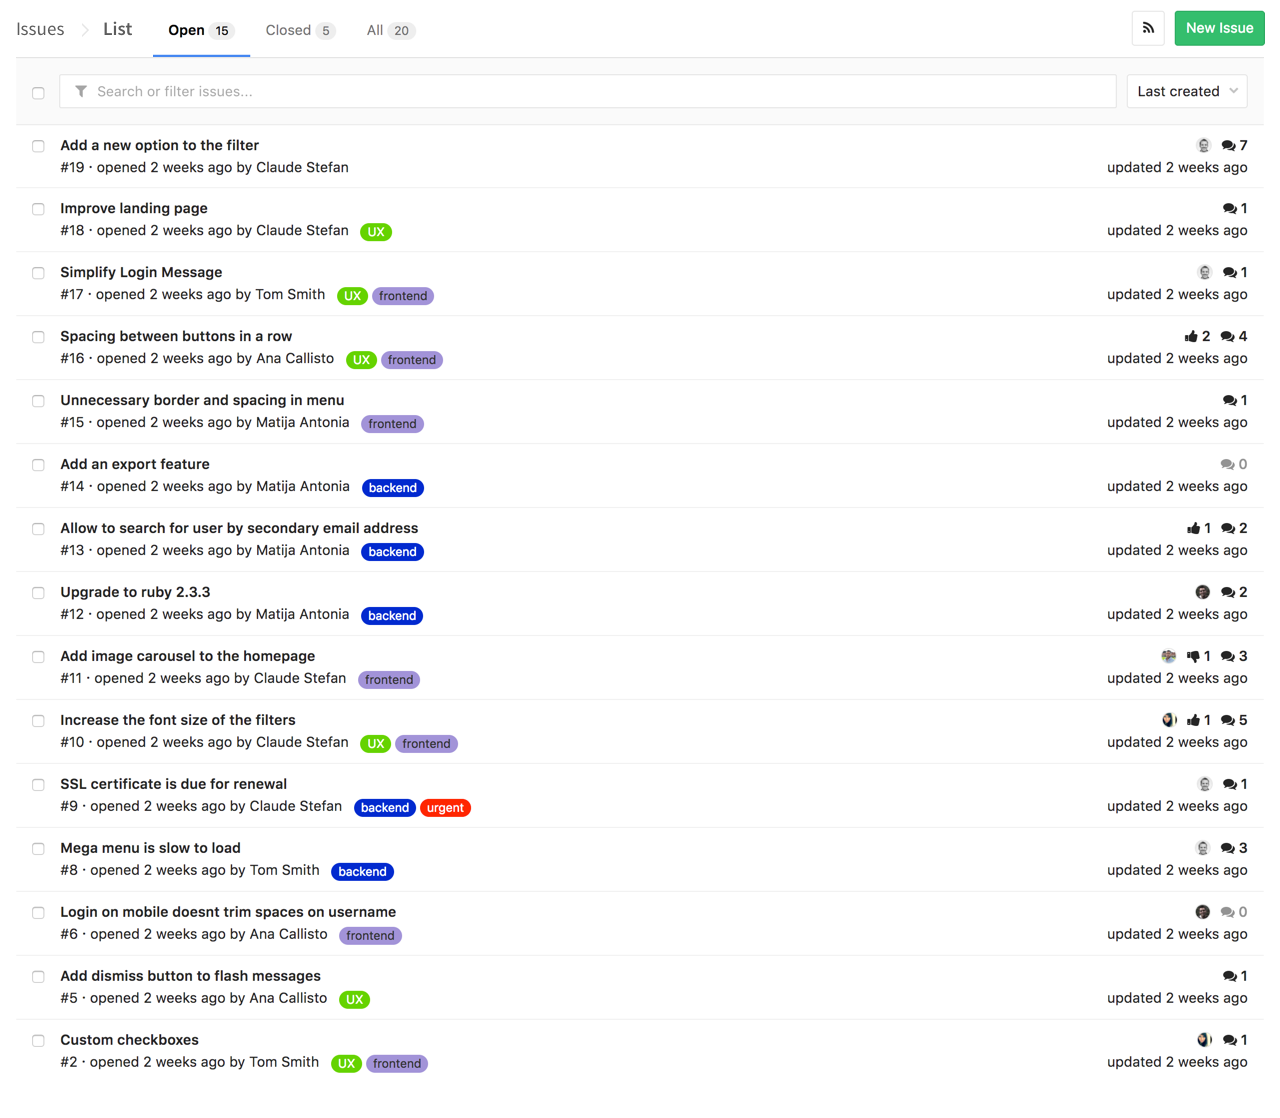 Issues List Open 15 Closed 5 All 20 New Issue
Search or filter issues... Last created
Add a new option to the filter 7
#19 · opened 2 weeks ago by Claude Stefan updated 2 weeks ago
Improve landing page 1
#18 · opened 2 weeks ago by Claude Stefan UX updated 2 weeks ago
Simplify Login Message 1
#17 · opened 2 weeks ago by Tom Smith UX frontend updated 2 weeks ago
Spacing between buttons in a row 2 4
#16 · opened 2 weeks ago by Ana Callisto UX frontend updated 2 weeks ago
Unnecessary border and spacing in menu 1
#15 · opened 2 weeks ago by Matija Antonia frontend updated 2 weeks ago
Add an export feature 0
#14 · opened 2 weeks ago by Matija Antonia backend updated 2 weeks ago
Allow to search for user by secondary email address 1 2
#13 · opened 2 weeks ago by Matija Antonia backend updated 2 weeks ago
Upgrade to ruby 2.3.3 2
#12 · opened 2 weeks ago by Matija Antonia backend updated 2 weeks ago
Add image carousel to the homepage 1 3
#11 · opened 2 weeks ago by Claude Stefan frontend updated 2 weeks ago
Increase the font size of the filters 1 5
#10 · opened 2 weeks ago by Claude Stefan UX frontend updated 2 weeks ago
SSL certificate is due for renewal 1
#9 · opened 2 weeks ago by Claude Stefan backend urgent updated 2 weeks ago
Mega menu is slow to load 3
#8 · opened 2 weeks ago by Tom Smith backend updated 2 weeks ago
Login on mobile doesnt trim spaces on username 0
#6 · opened 2 weeks ago by Ana Callisto frontend updated 2 weeks ago
Add dismiss button to flash messages 1
#5 · opened 2 weeks ago by Ana Callisto UX updated 2 weeks ago
Custom checkboxes 1
#2 · opened 2 weeks ago by Tom Smith UX frontend updated 2 weeks ago